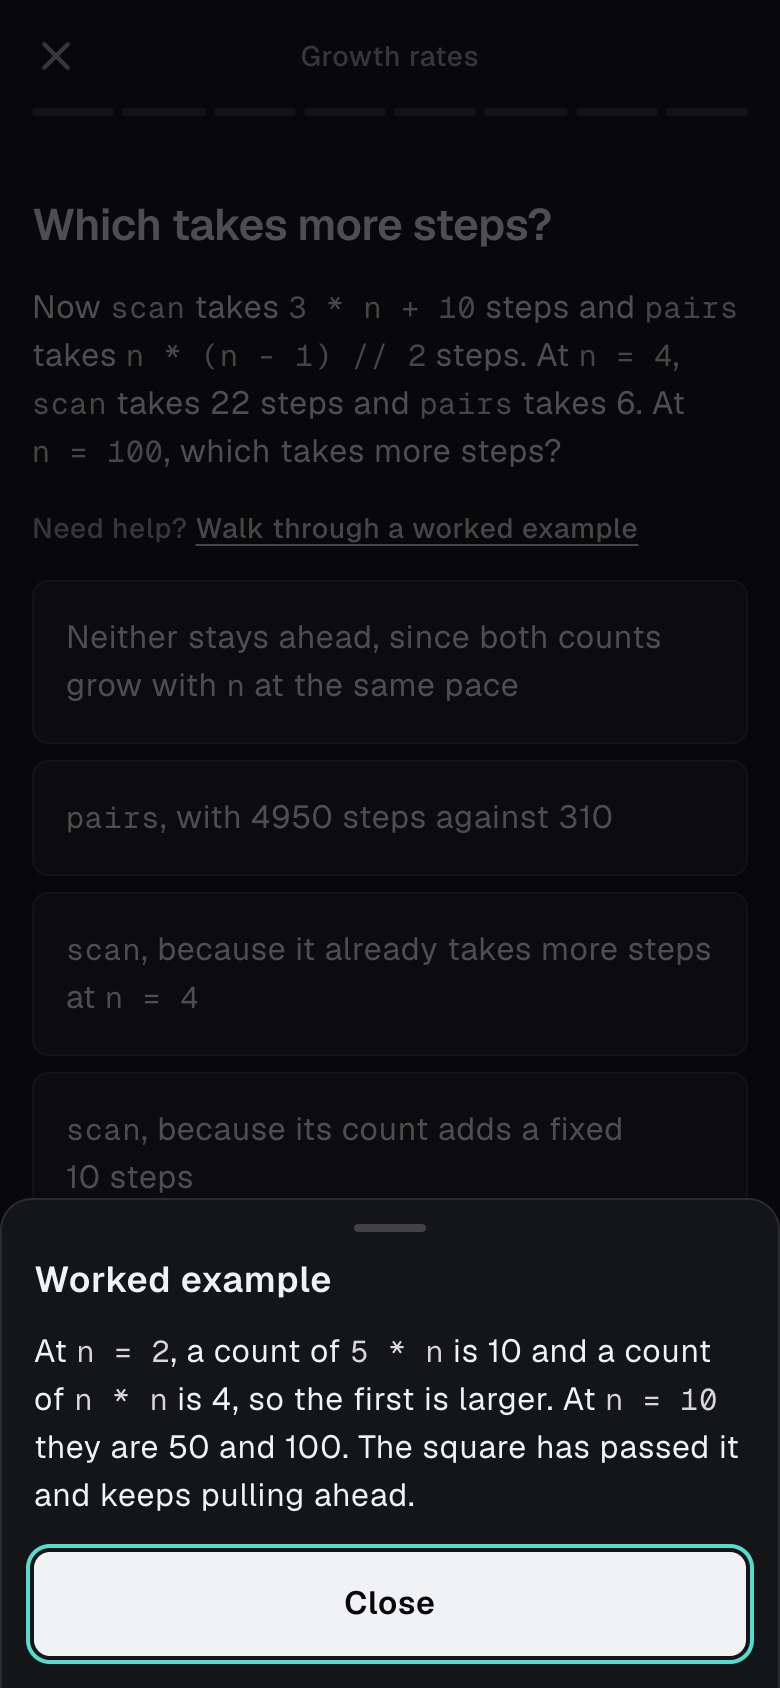 Growth rates
Which takes more steps?
Now scan takes 3 * n + 10 steps and pairs
takes n * (n - 1) // 2 steps. At n = 4,
scan takes 22 steps and pairs takes 6. At
n = 100, which takes more steps?
Need help? Walk through a worked example
Neither stays ahead, since both counts
grow with n at the same pace
pairs, with 4950 steps against 310
scan, because it already takes more steps
at n = 4
scan, because its count adds a fixed
10 steps
Worked example
At n = 2, a count of 5 * n is 10 and a count
of n * n is 4, so the first is larger. At n = 10
they are 50 and 100. The square has passed it
and keeps pulling ahead.
Close